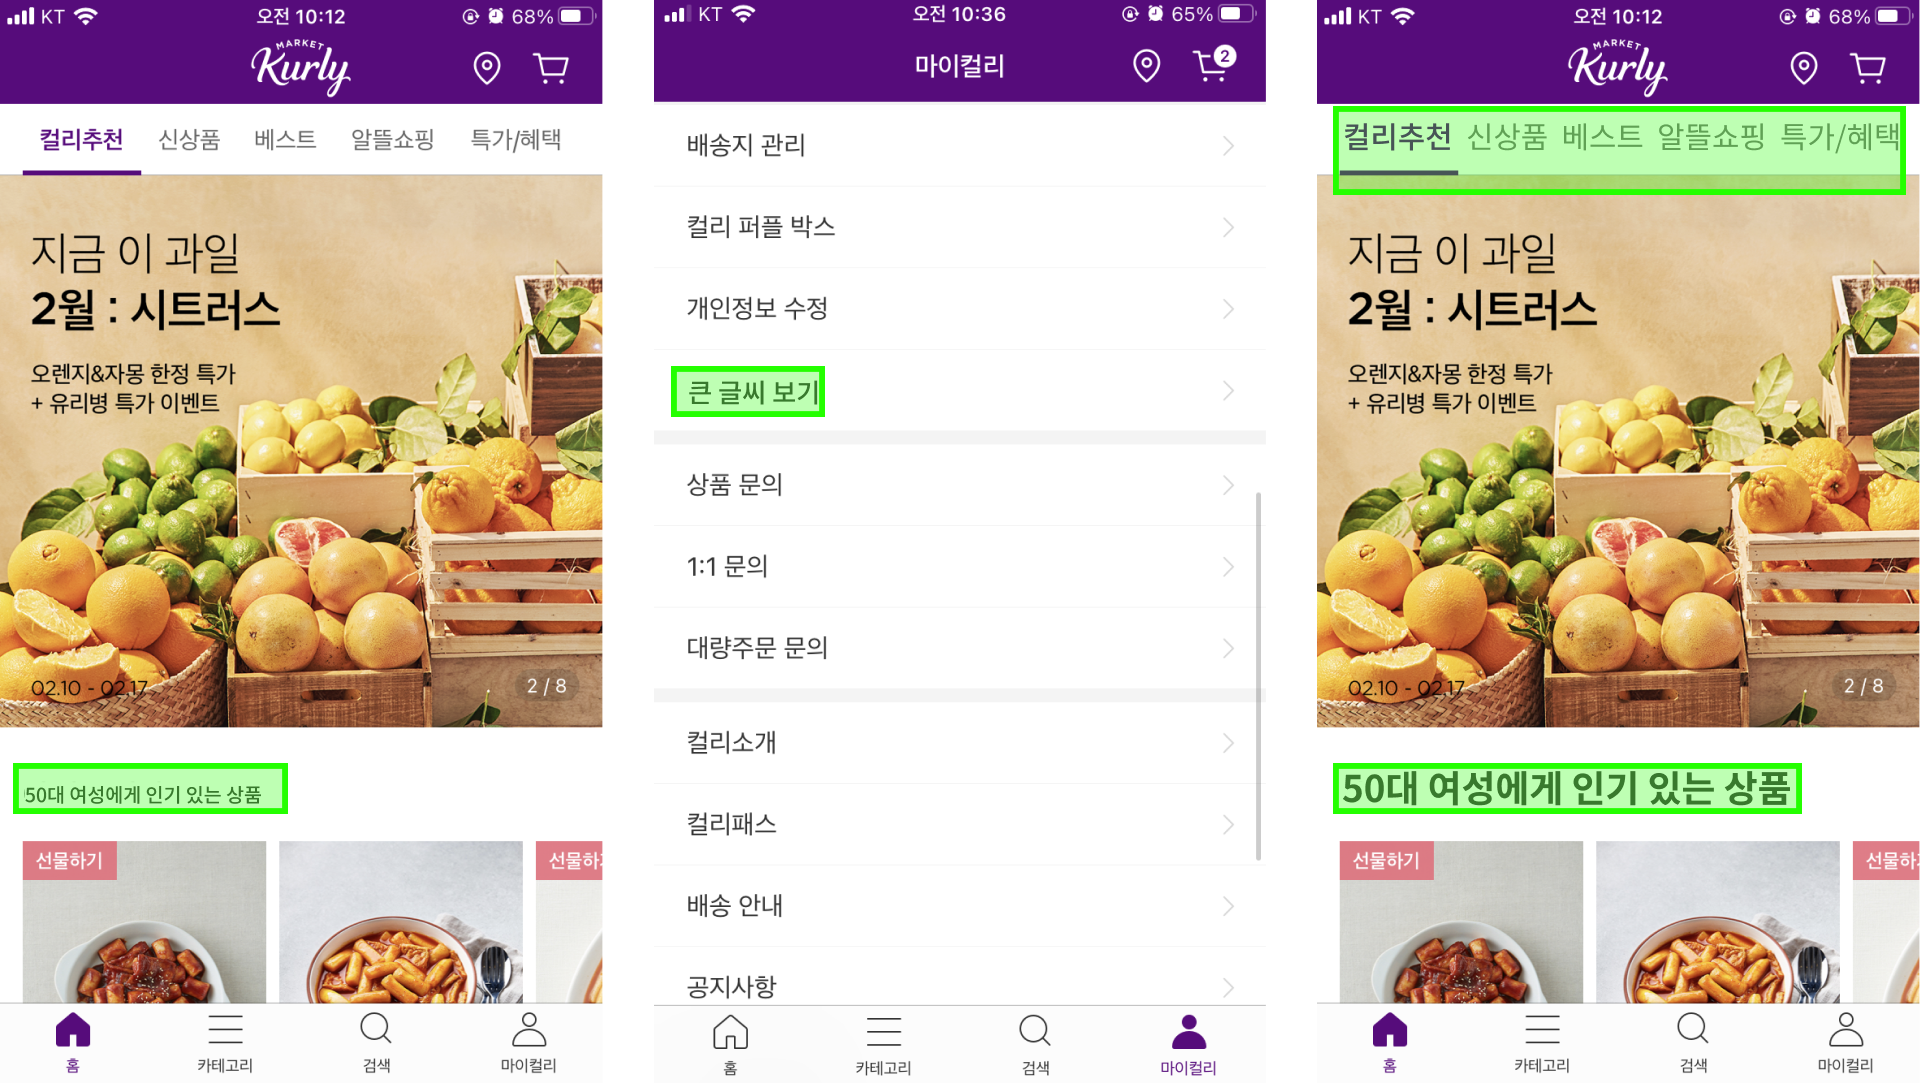 KT
오전 10:12
68%
MARKET
Kurly
컬리추천 신상품 베스트 알뜰쇼핑 특가/혜택
지금 이 과일
2월 : 시트러스
오렌지&자몽 한정 특가
+ 유리병 특가 이벤트
02.10 - 02.17
2 / 8
50대 여성에게 인기 있는 상품
선물하기
선물하
홈 카테고리 검색 마이컬리
KT
오전 10:36
65%
마이컬리
2
배송지 관리
컬리 퍼플 박스
개인정보 수정
큰 글씨 보기
상품 문의
1:1 문의
대량주문 문의
컬리소개
컬리패스
배송 안내
공지사항
홈 카테고리 검색 마이컬리
KT
오전 10:12
68%
MARKET
Kurly
컬리추천 신상품 베스트 알뜰쇼핑 특가/혜택
지금 이 과일
2월 : 시트러스
오렌지&자몽 한정 특가
+ 유리병 특가 이벤트
02.10 - 02.17
2 / 8
50대 여성에게 인기 있는 상품
선물하기
선물하
홈 카테고리 검색 마이컬리